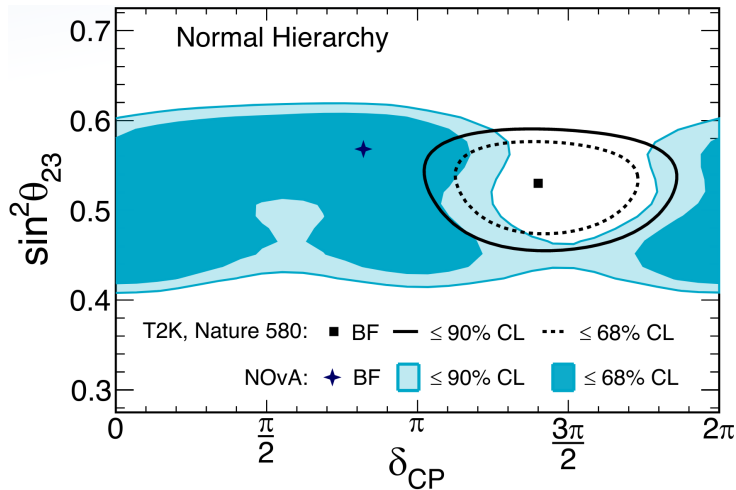 Normal Hierarchy
0.7
0.6
0.5
0.4
0.3
sin²θ₂₃
T2K, Nature 580: BF ≤ 90% CL ≤ 68% CL
NOvA: BF ≤ 90% CL ≤ 68% CL
0 π/2 π 3π/2 2π
δCP